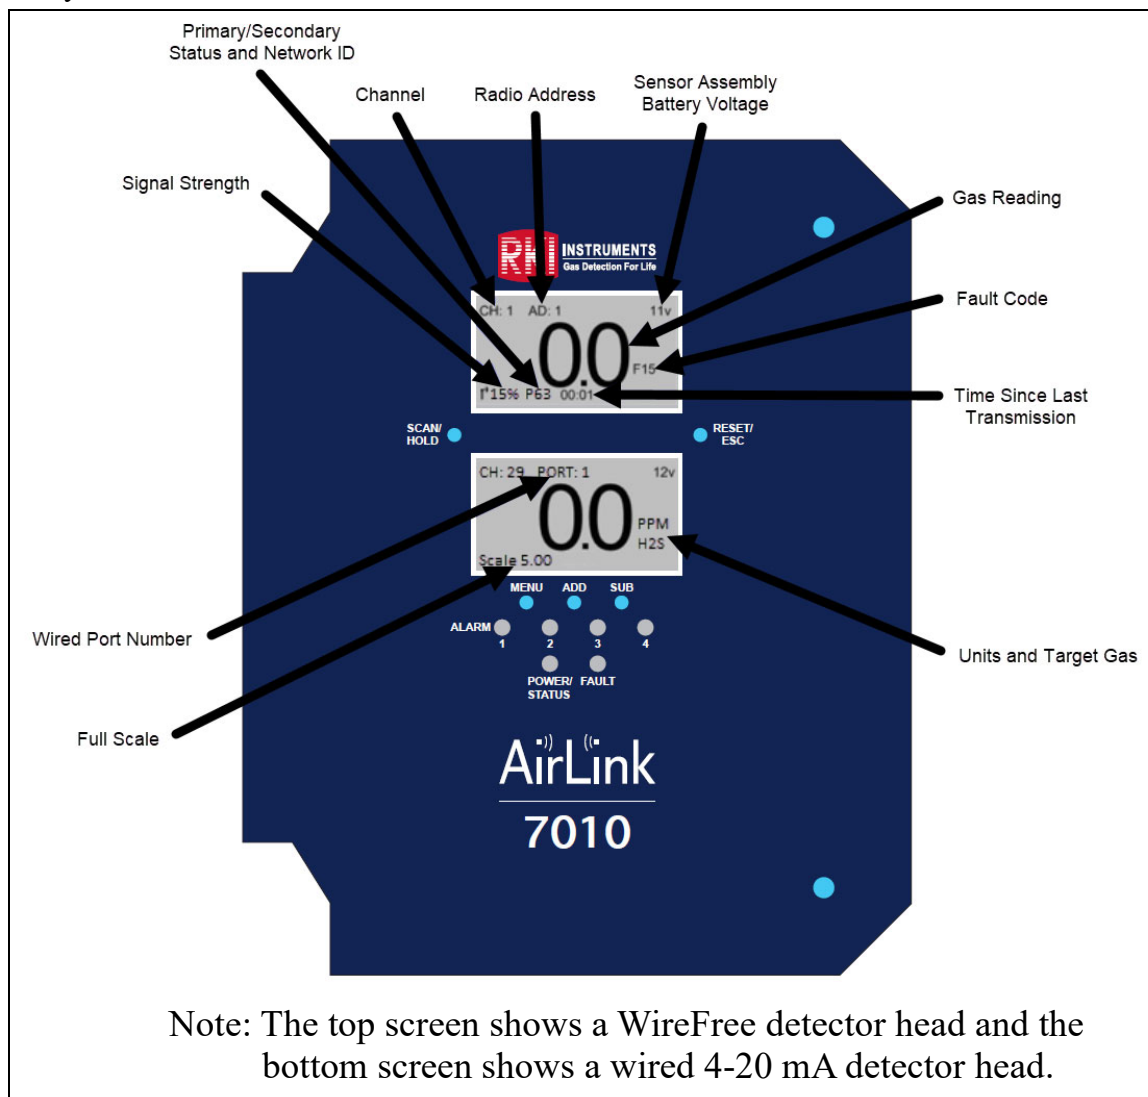 Primary/Secondary
Status and Network ID
Channel
Radio Address
Sensor Assembly
Battery Voltage
Signal Strength
Gas Reading
RKI INSTRUMENTS
Gas Detection For Life
CH: 1 AD: 1 11v
0.0
F15
15% P63 00:01
Fault Code
Time Since Last
Transmission
SCAN/
HOLD
RESET/
ESC
CH: 29 PORT: 1 12v
0.0
PPM
H2S
Scale 5.00
MENU ADD SUB
ALARM
1 2 3 4
POWER/
STATUS
FAULT
Wired Port Number
Units and Target Gas
Full Scale
AirLink
7010
Note: The top screen shows a WireFree detector head and the
bottom screen shows a wired 4-20 mA detector head.